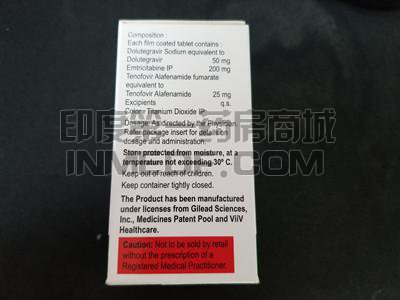 Composition :
Each film coated tablet contains :
Dolutegravir Sodium equivalent to
Dolutegravir 50 mg
Emtricitabine IP 200 mg
Tenofovir Alafenamide fumarate
equivalent to
Tenofovir Alafenamide 25 mg
Excipients q.s.
Color: Titanium Dioxide IP
Dosage: As directed by the Physician.
Refer package insert for details on
dosage and administration.
Store protected from moisture, at a
temperature not exceeding 30° C.
Keep out of reach of children.
Keep container tightly closed.
The Product has been manufactured
under licenses from Gilead Sciences,
Inc., Medicines Patent Pool and ViiV
Healthcare.
Caution: Not to be sold by retail
without the prescription of a
Registered Medical Practitioner.